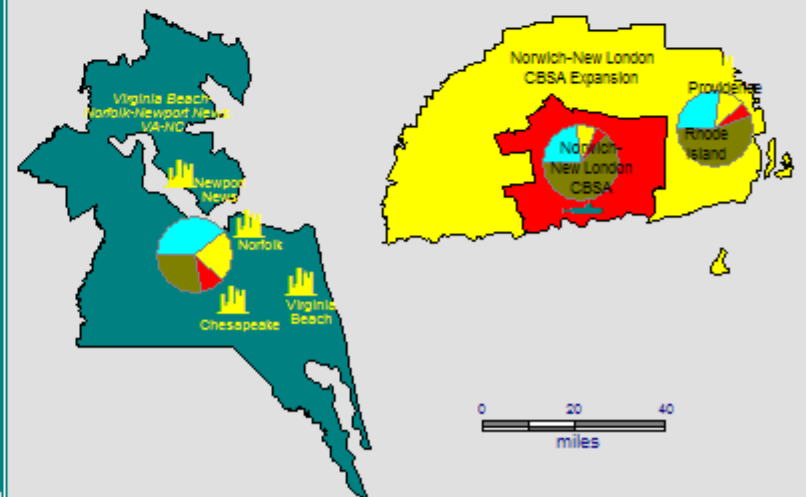 Virginia Beach
Norfolk-Newport News
VA-NC
Newport
News
Norfolk
Virginia
Beach
Chesapeake
Norwich-New London
CBSA Expansion
Providence
Rhode
Island
Norwich-
New London
CBSA
0 20 40
miles